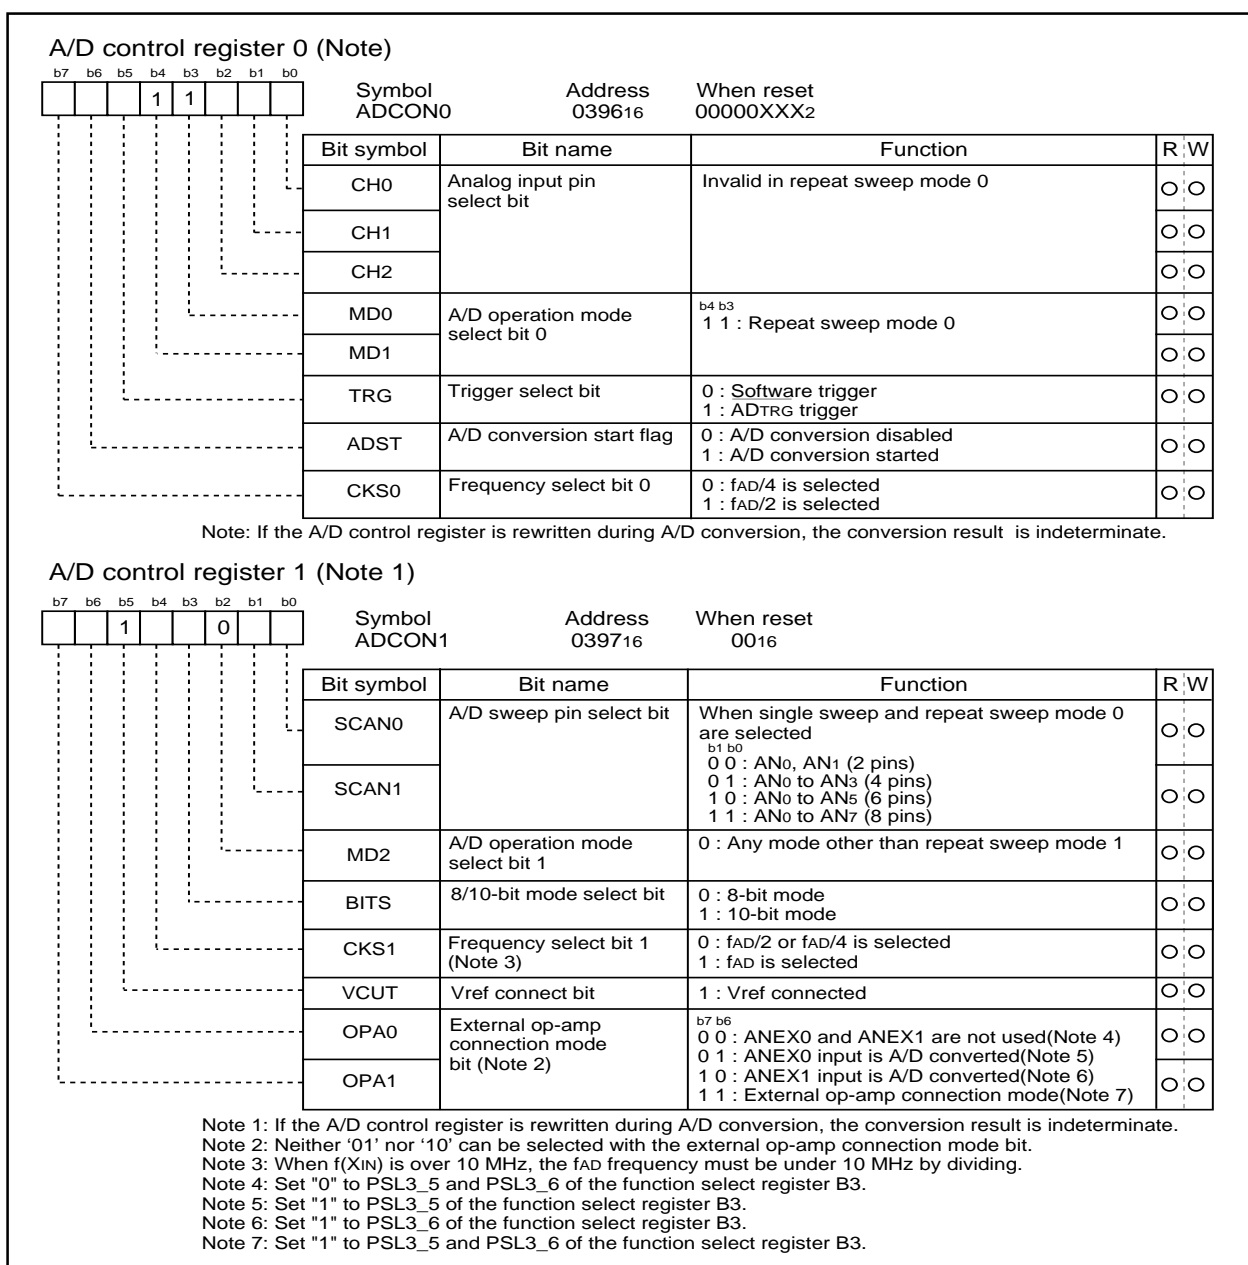 A/D control register 0 (Note)
b7 b6 b5 b4 b3 b2 b1 b0
1 1
Symbol Address When reset
ADCON0 039616 00000XXX2
Bit symbol Bit name Function R W
CH0 Analog input pin select bit Invalid in repeat sweep mode 0 O O
CH1 O O
CH2 O O
MD0 A/D operation mode select bit 0 b4 b3 O O
1 1 : Repeat sweep mode 0
MD1 O O
TRG Trigger select bit 0 : Software trigger O O
1 : ADTRG trigger
ADST A/D conversion start flag 0 : A/D conversion disabled O O
1 : A/D conversion started
CKS0 Frequency select bit 0 0 : fAD/4 is selected O O
1 : fAD/2 is selected
Note: If the A/D control register is rewritten during A/D conversion, the conversion result is indeterminate.
A/D control register 1 (Note 1)
b7 b6 b5 b4 b3 b2 b1 b0
1 0
Symbol Address When reset
ADCON1 039716 0016
Bit symbol Bit name Function R W
SCAN0 A/D sweep pin select bit When single sweep and repeat sweep mode 0 O O
are selected
b1 b0
0 0 : AN0, AN1 (2 pins)
SCAN1 0 1 : AN0 to AN3 (4 pins) O O
1 0 : AN0 to AN5 (6 pins)
1 1 : AN0 to AN7 (8 pins)
MD2 A/D operation mode select bit 1 0 : Any mode other than repeat sweep mode 1 O O
BITS 8/10-bit mode select bit 0 : 8-bit mode O O
1 : 10-bit mode
CKS1 Frequency select bit 1 (Note 3) 0 : fAD/2 or fAD/4 is selected O O
1 : fAD is selected
VCUT Vref connect bit 1 : Vref connected O O
OPA0 External op-amp connection mode bit (Note 2) b7 b6 O O
0 0 : ANEX0 and ANEX1 are not used(Note 4)
0 1 : ANEX0 input is A/D converted(Note 5)
OPA1 1 0 : ANEX1 input is A/D converted(Note 6) O O
1 1 : External op-amp connection mode(Note 7)
Note 1: If the A/D control register is rewritten during A/D conversion, the conversion result is indeterminate.
Note 2: Neither ‘01’ nor ‘10’ can be selected with the external op-amp connection mode bit.
Note 3: When f(XIN) is over 10 MHz, the fAD frequency must be under 10 MHz by dividing.
Note 4: Set "0" to PSL3_5 and PSL3_6 of the function select register B3.
Note 5: Set "1" to PSL3_5 of the function select register B3.
Note 6: Set "1" to PSL3_6 of the function select register B3.
Note 7: Set "1" to PSL3_5 and PSL3_6 of the function select register B3.